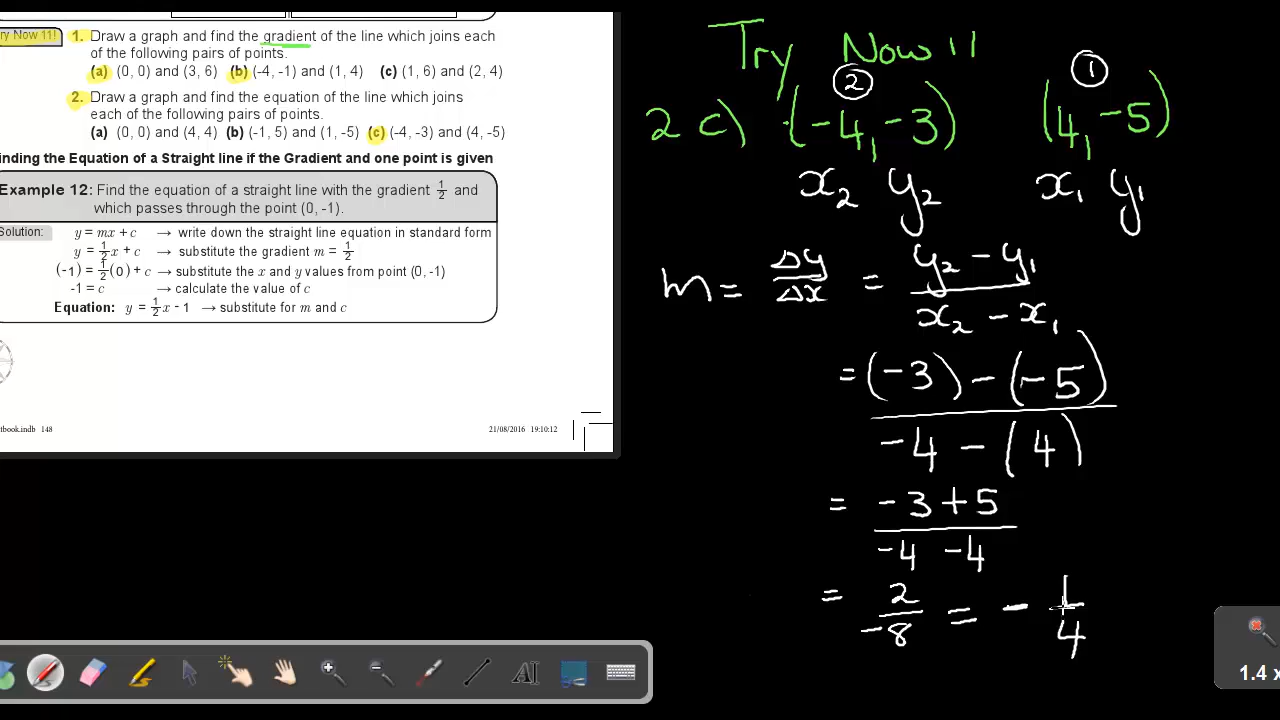 ry Now 11! 1. Draw a graph and find the gradient of the line which joins each
of the following pairs of points.
(a) (0, 0) and (3, 6) (b) (-4, -1) and (1, 4) (c) (1, 6) and (2, 4)
2. Draw a graph and find the equation of the line which joins
each of the following pairs of points.
(a) (0, 0) and (4, 4) (b) (-1, 5) and (1, -5) (c) (-4, -3) and (4, -5)
inding the Equation of a Straight line if the Gradient and one point is given
Example 12: Find the equation of a straight line with the gradient 1/2 and
which passes through the point (0, -1).
Solution: y = mx + c → write down the straight line equation in standard form
y = 1/2 x + c → substitute the gradient m = 1/2
(-1) = 1/2 (0) + c → substitute the x and y values from point (0, -1)
-1 = c → calculate the value of c
Equation: y = 1/2 x - 1 → substitute for m and c
tbook.indb 148 21/08/2016 19:10:12
Try Now 11
2 1
2 c) (-4, -3) (4, -5)
x₂ y₂ x₁ y₁
m = Δy/Δx = (y₂ - y₁)/(x₂ - x₁)
= (-3) - (-5)
-4 - (4)
= -3 + 5
-4 -4
= 2/-8 = - 1/4
AI
1.4 x